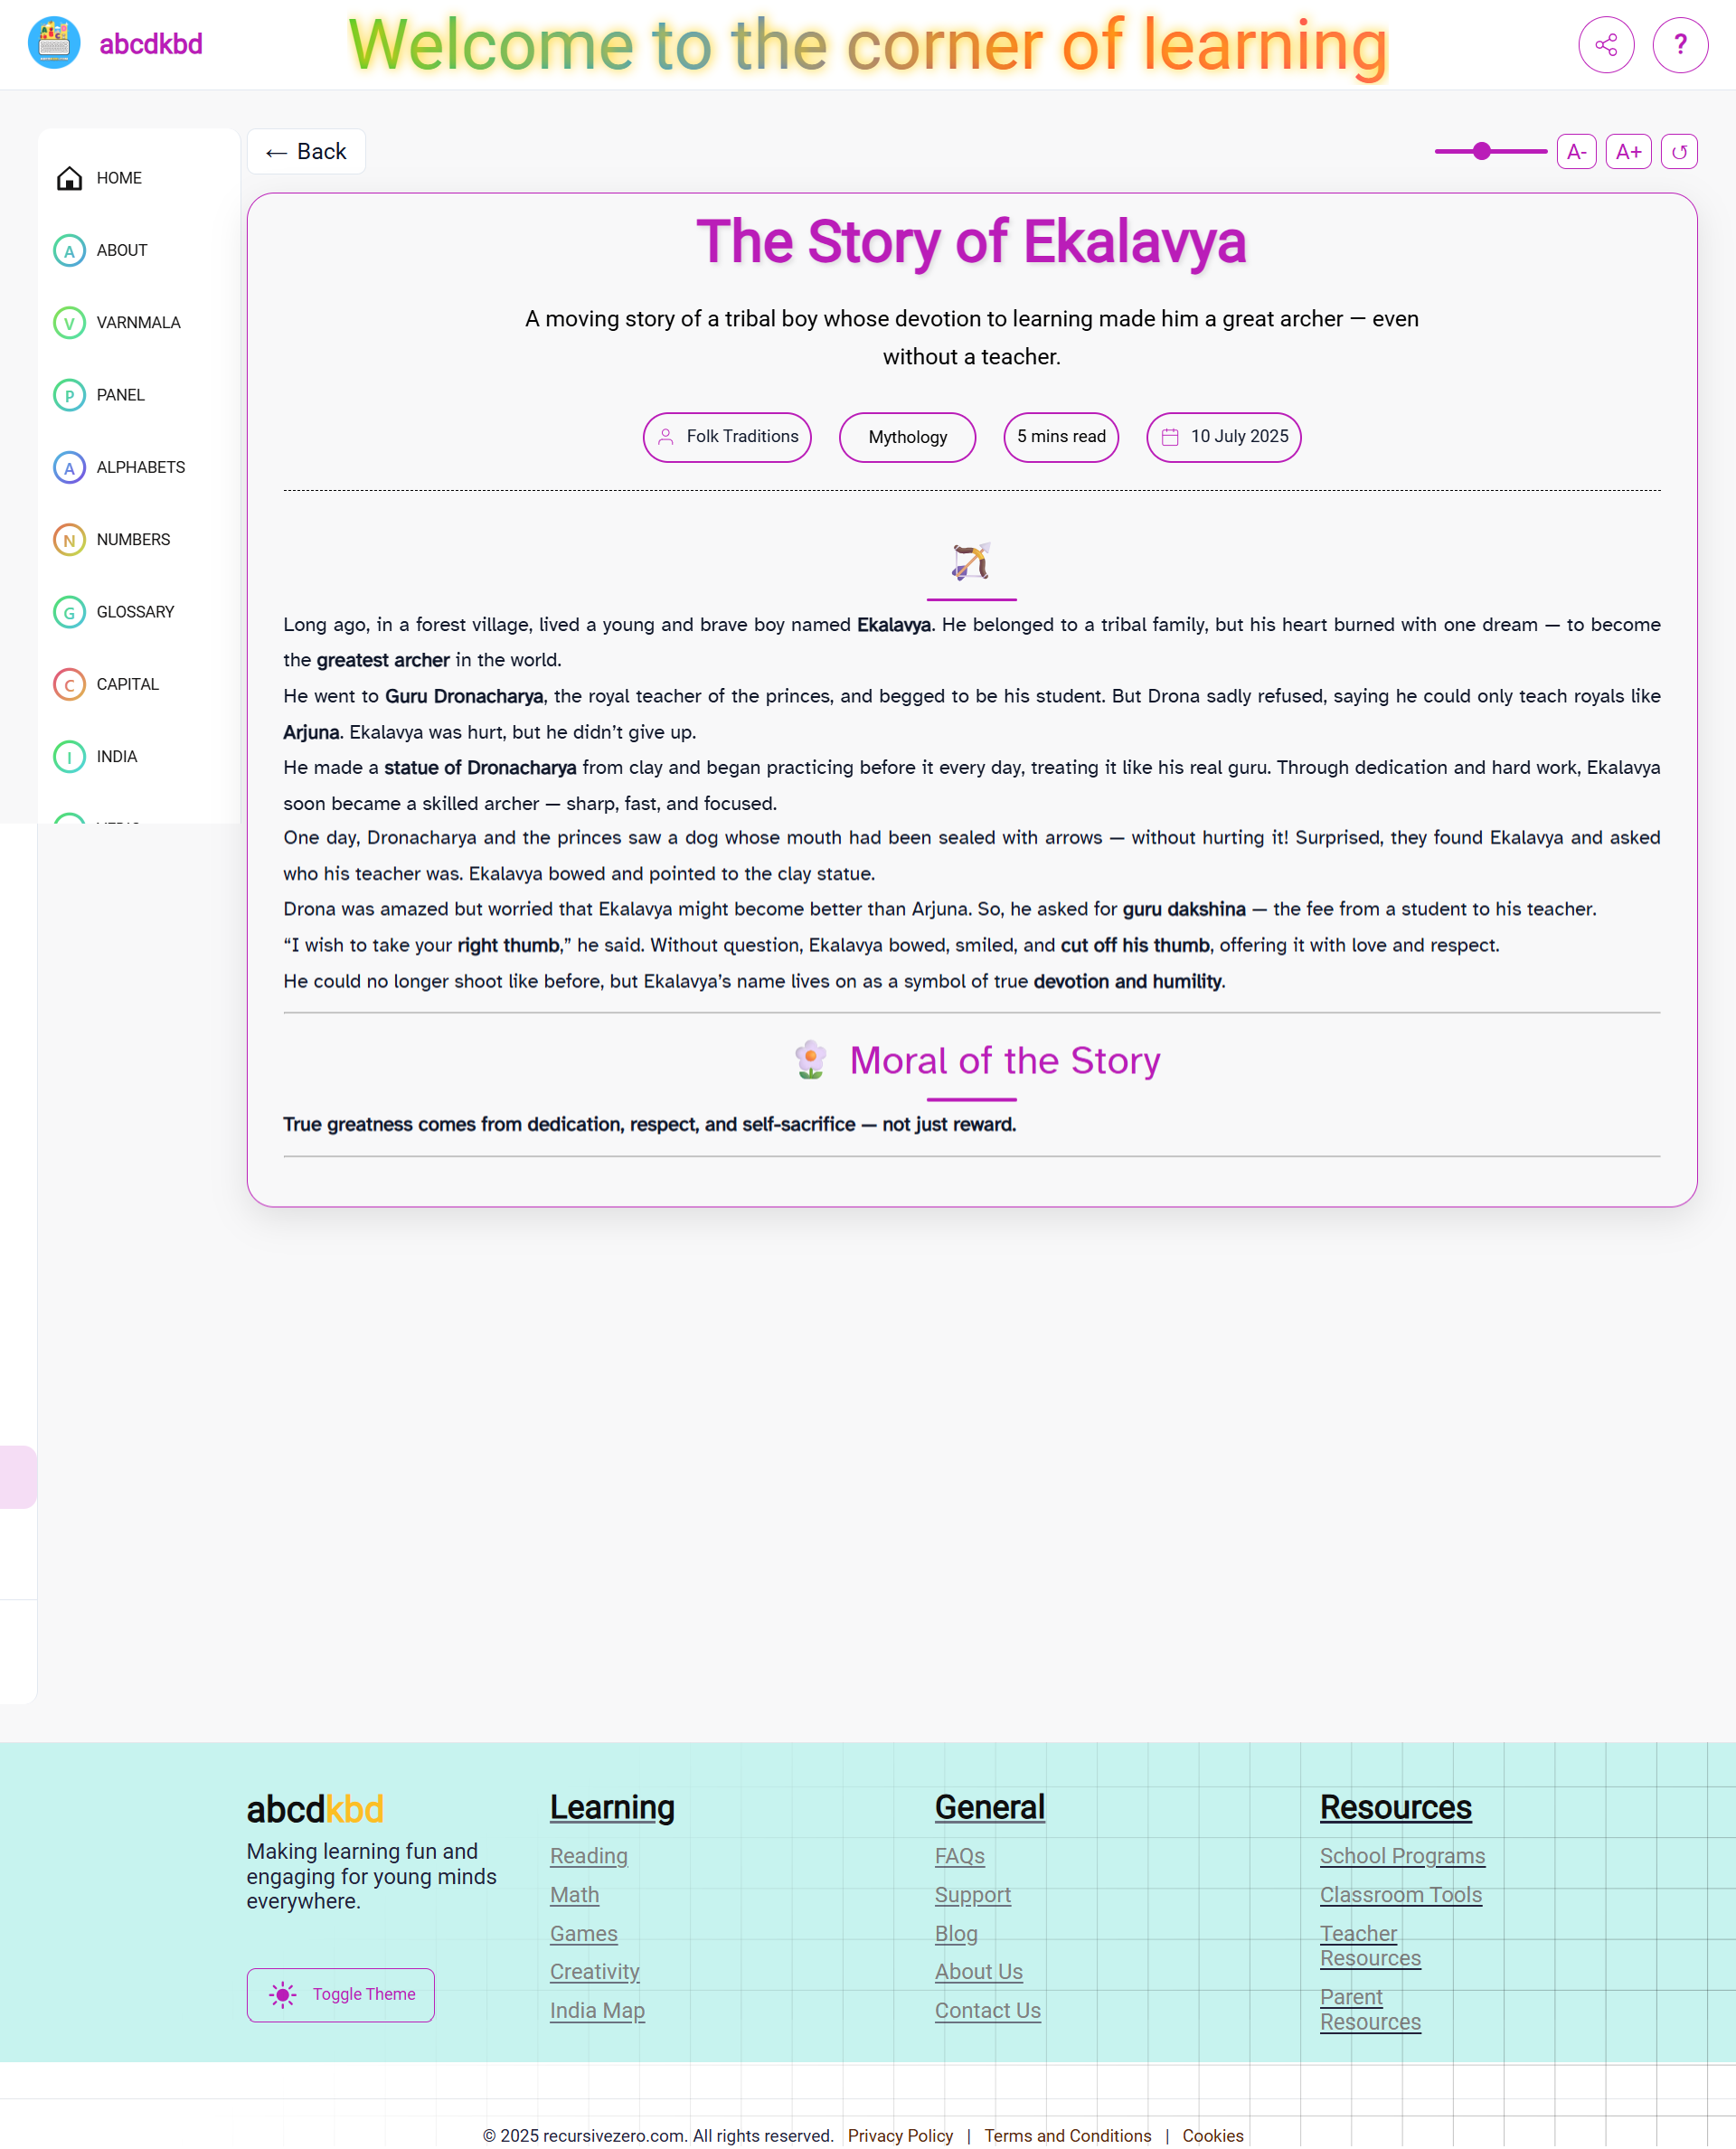 abcdkbd
Welcome to the corner of learning
?
HOME
A ABOUT
V VARNMALA
P PANEL
A ALPHABETS
N NUMBERS
G GLOSSARY
C CAPITAL
I INDIA
← Back
A-
A+
↺
The Story of Ekalavya
A moving story of a tribal boy whose devotion to learning made him a great archer — even
without a teacher.
Folk Traditions
Mythology
5 mins read
10 July 2025
Long ago, in a forest village, lived a young and brave boy named Ekalavya. He belonged to a tribal family, but his heart burned with one dream — to become
the greatest archer in the world.
He went to Guru Dronacharya, the royal teacher of the princes, and begged to be his student. But Drona sadly refused, saying he could only teach royals like
Arjuna. Ekalavya was hurt, but he didn’t give up.
He made a statue of Dronacharya from clay and began practicing before it every day, treating it like his real guru. Through dedication and hard work, Ekalavya
soon became a skilled archer — sharp, fast, and focused.
One day, Dronacharya and the princes saw a dog whose mouth had been sealed with arrows — without hurting it! Surprised, they found Ekalavya and asked
who his teacher was. Ekalavya bowed and pointed to the clay statue.
Drona was amazed but worried that Ekalavya might become better than Arjuna. So, he asked for guru dakshina — the fee from a student to his teacher.
“I wish to take your right thumb,” he said. Without question, Ekalavya bowed, smiled, and cut off his thumb, offering it with love and respect.
He could no longer shoot like before, but Ekalavya’s name lives on as a symbol of true devotion and humility.
Moral of the Story
True greatness comes from dedication, respect, and self-sacrifice — not just reward.
abcdkbd
Making learning fun and
engaging for young minds
everywhere.
Toggle Theme
Learning
Reading
Math
Games
Creativity
India Map
General
FAQs
Support
Blog
About Us
Contact Us
Resources
School Programs
Classroom Tools
Teacher
Resources
Parent
Resources
© 2025 recursivezero.com. All rights reserved. Privacy Policy | Terms and Conditions | Cookies